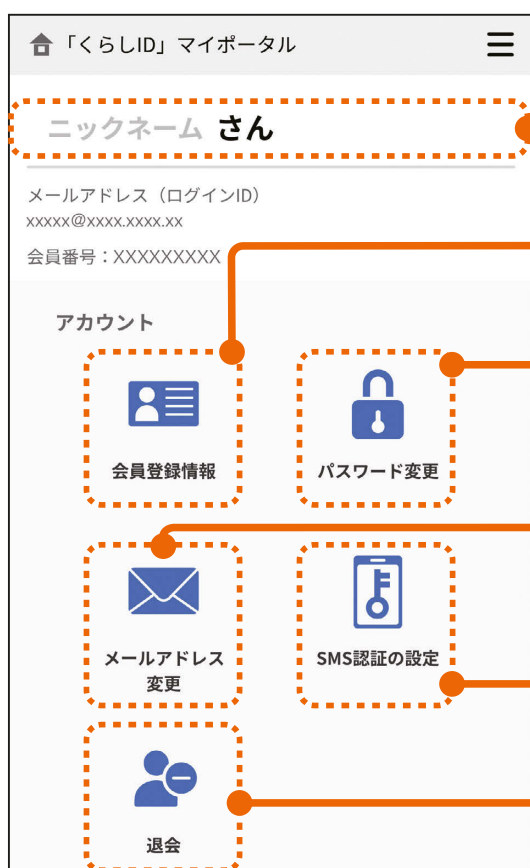 「くらしID」マイポータル
ニックネーム さん
メールアドレス（ログインID）
xxxxx@xxxx.xxxx.xx
会員番号：XXXXXXXXX
アカウント
会員登録情報
パスワード変更
メールアドレス
変更
SMS認証の設定
退会